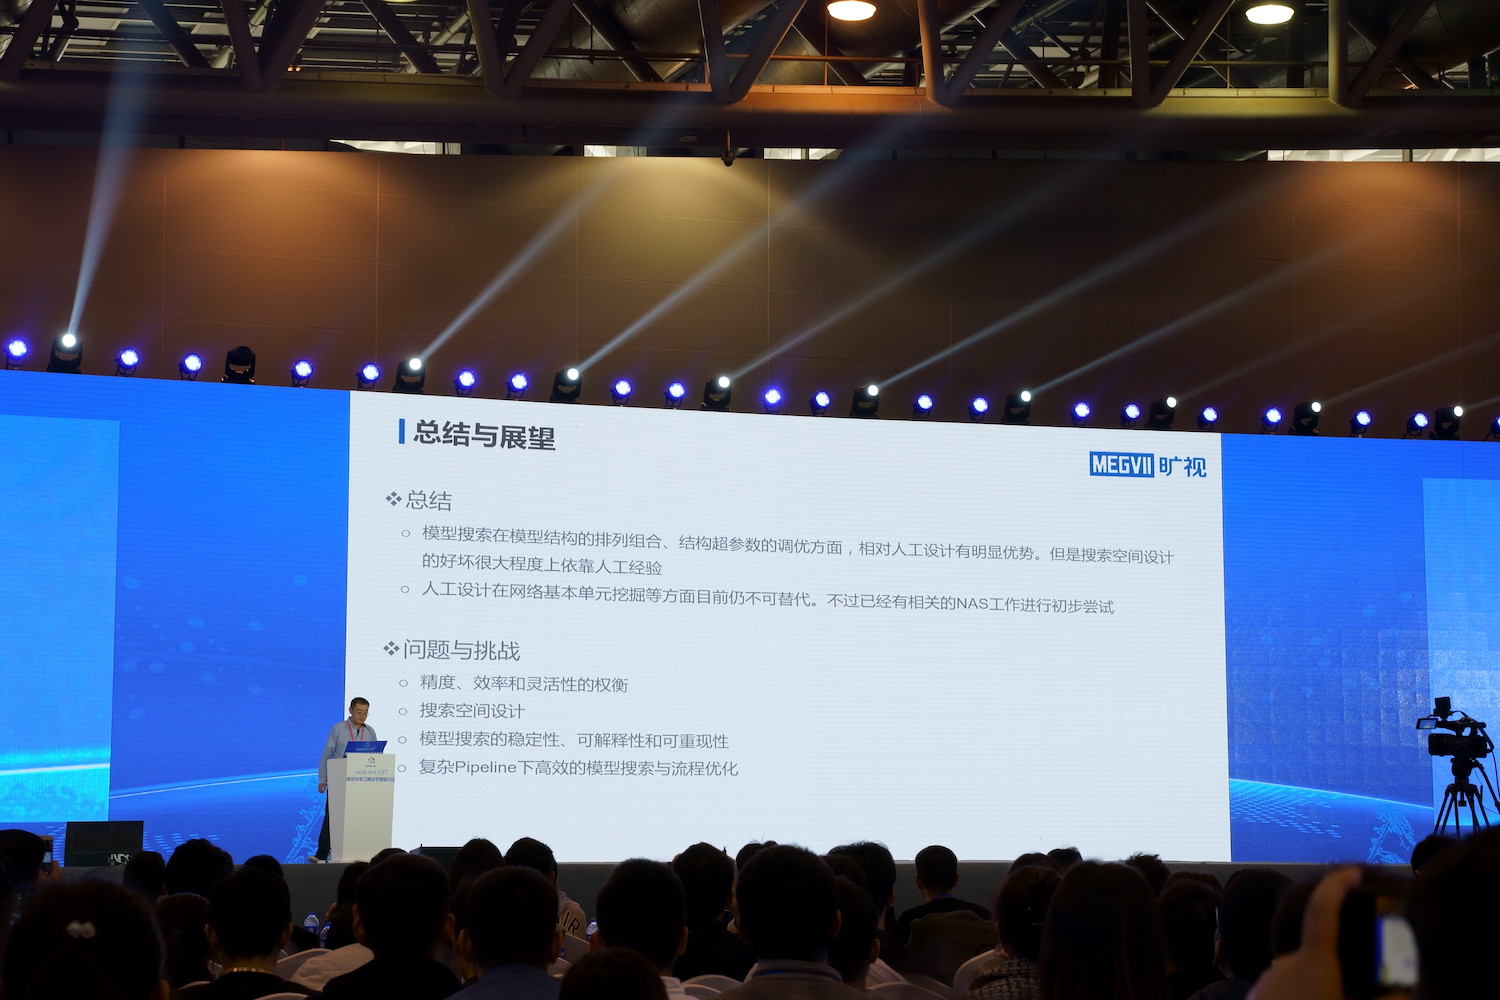 总结与展望
MEGVII 旷视
总结
模型搜索在模型结构的排列组合、结构超参数的调优方面，相对人工设计有明显优势。但是搜索空间设计
的好坏很大程度上依靠人工经验
人工设计在网络基本单元挖掘等方面目前仍不可替代。不过已经有相关的NAS工作进行初步尝试
问题与挑战
精度、效率和灵活性的权衡
搜索空间设计
模型搜索的稳定性、可解释性和可重现性
复杂Pipeline下高效的模型搜索与流程优化